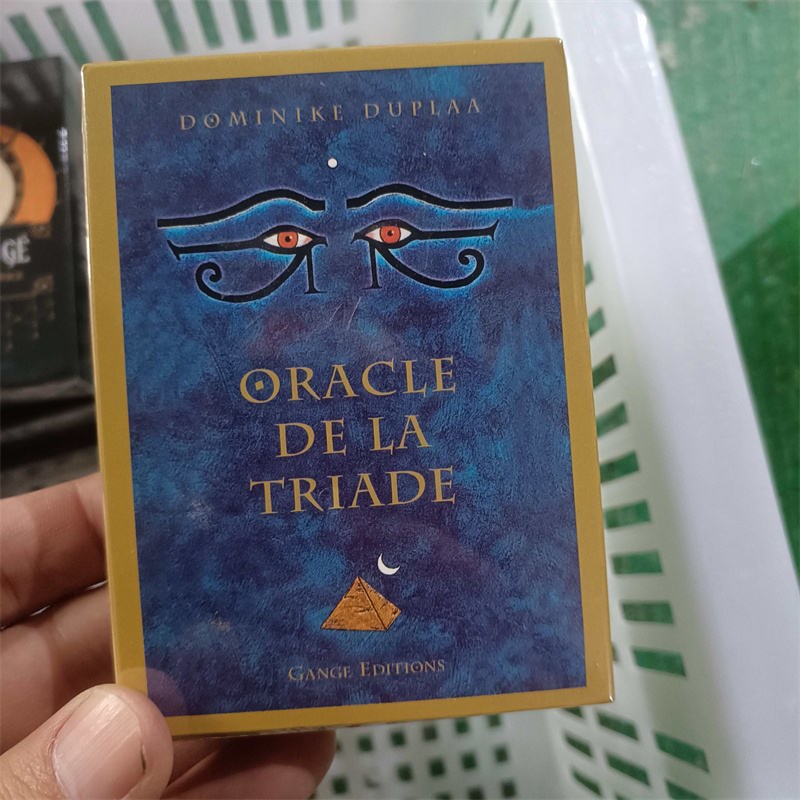 DOMINIKE DUPLAA
ORACLE
DE LA
TRIADE
GANGE EDITIONS